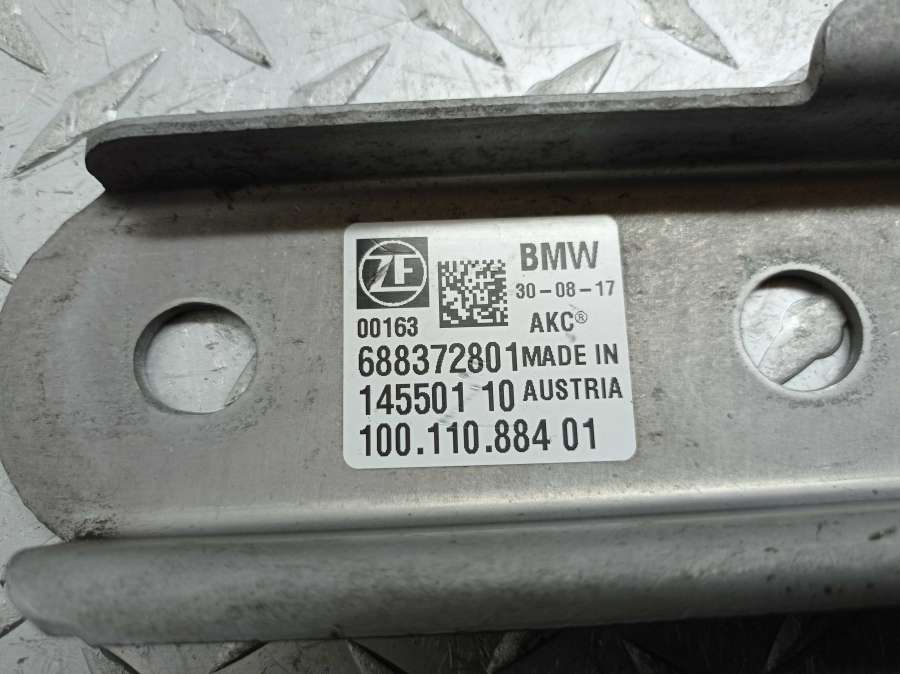 ZF
BMW
30-08-17
00163
AKC®
688372801 MADE IN
145501 10 AUSTRIA
100.110.884 01